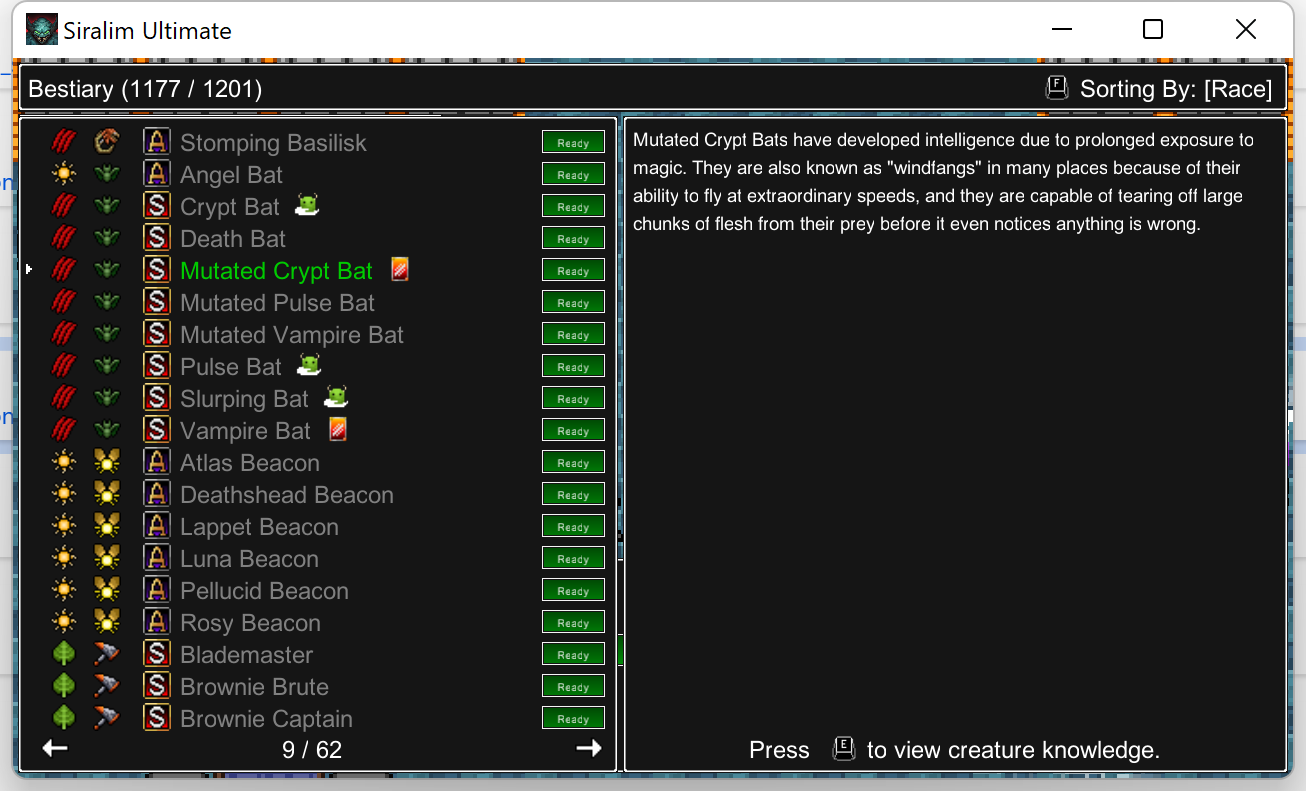 Siralim Ultimate
Bestiary (1177 / 1201)
F Sorting By: [Race]
A Stomping Basilisk Ready
A Angel Bat Ready
S Crypt Bat Ready
S Death Bat Ready
S Mutated Crypt Bat Ready
S Mutated Pulse Bat Ready
S Mutated Vampire Bat Ready
S Pulse Bat Ready
S Slurping Bat Ready
S Vampire Bat Ready
A Atlas Beacon Ready
A Deathshead Beacon Ready
A Lappet Beacon Ready
A Luna Beacon Ready
A Pellucid Beacon Ready
A Rosy Beacon Ready
S Blademaster Ready
S Brownie Brute Ready
S Brownie Captain Ready
9 / 62
Mutated Crypt Bats have developed intelligence due to prolonged exposure to
magic. They are also known as "windfangs" in many places because of their
ability to fly at extraordinary speeds, and they are capable of tearing off large
chunks of flesh from their prey before it even notices anything is wrong.
Press E to view creature knowledge.